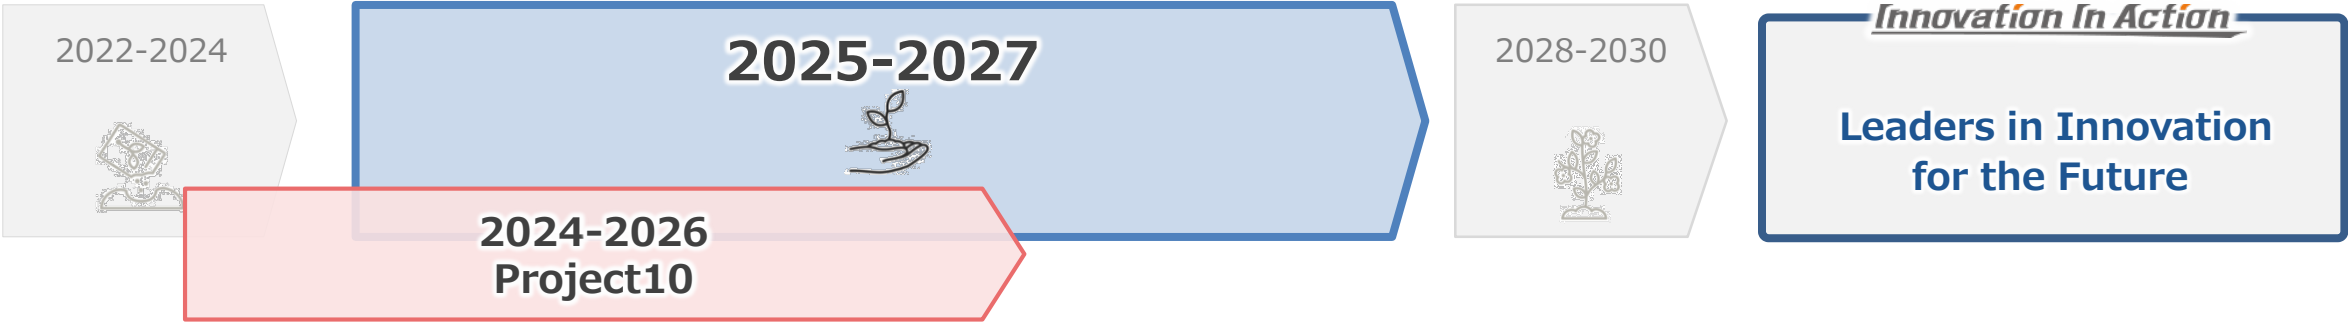 2022-2024
2025-2027
2024-2026
Project10
2028-2030
Innovation In Action
Leaders in Innovation
for the Future